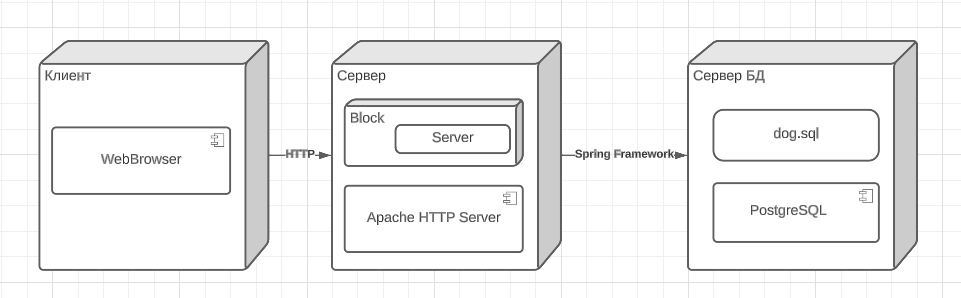 Клиент
WebBrowser
HTTP
Сервер
Block
Server
Apache HTTP Server
Spring Framework
Сервер БД
dog.sql
PostgreSQL